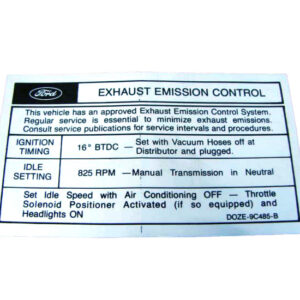 Ford EXHAUST EMISSION CONTROL
This vehicle has an approved Exhaust Emission Control System.
Regular service is essential to minimize exhaust emissions.
Consult service publications for service intervals and procedures.
IGNITION TIMING
16° BTDC — Set with Vacuum Hoses off at
Distributor and plugged.
IDLE SETTING
825 RPM —Manual Transmission in Neutral
Set Idle Speed with Air Conditioning OFF — Throttle
Solenoid Positioner Activated (if so equipped) and
Headlights ON
DOZE-9C485-B